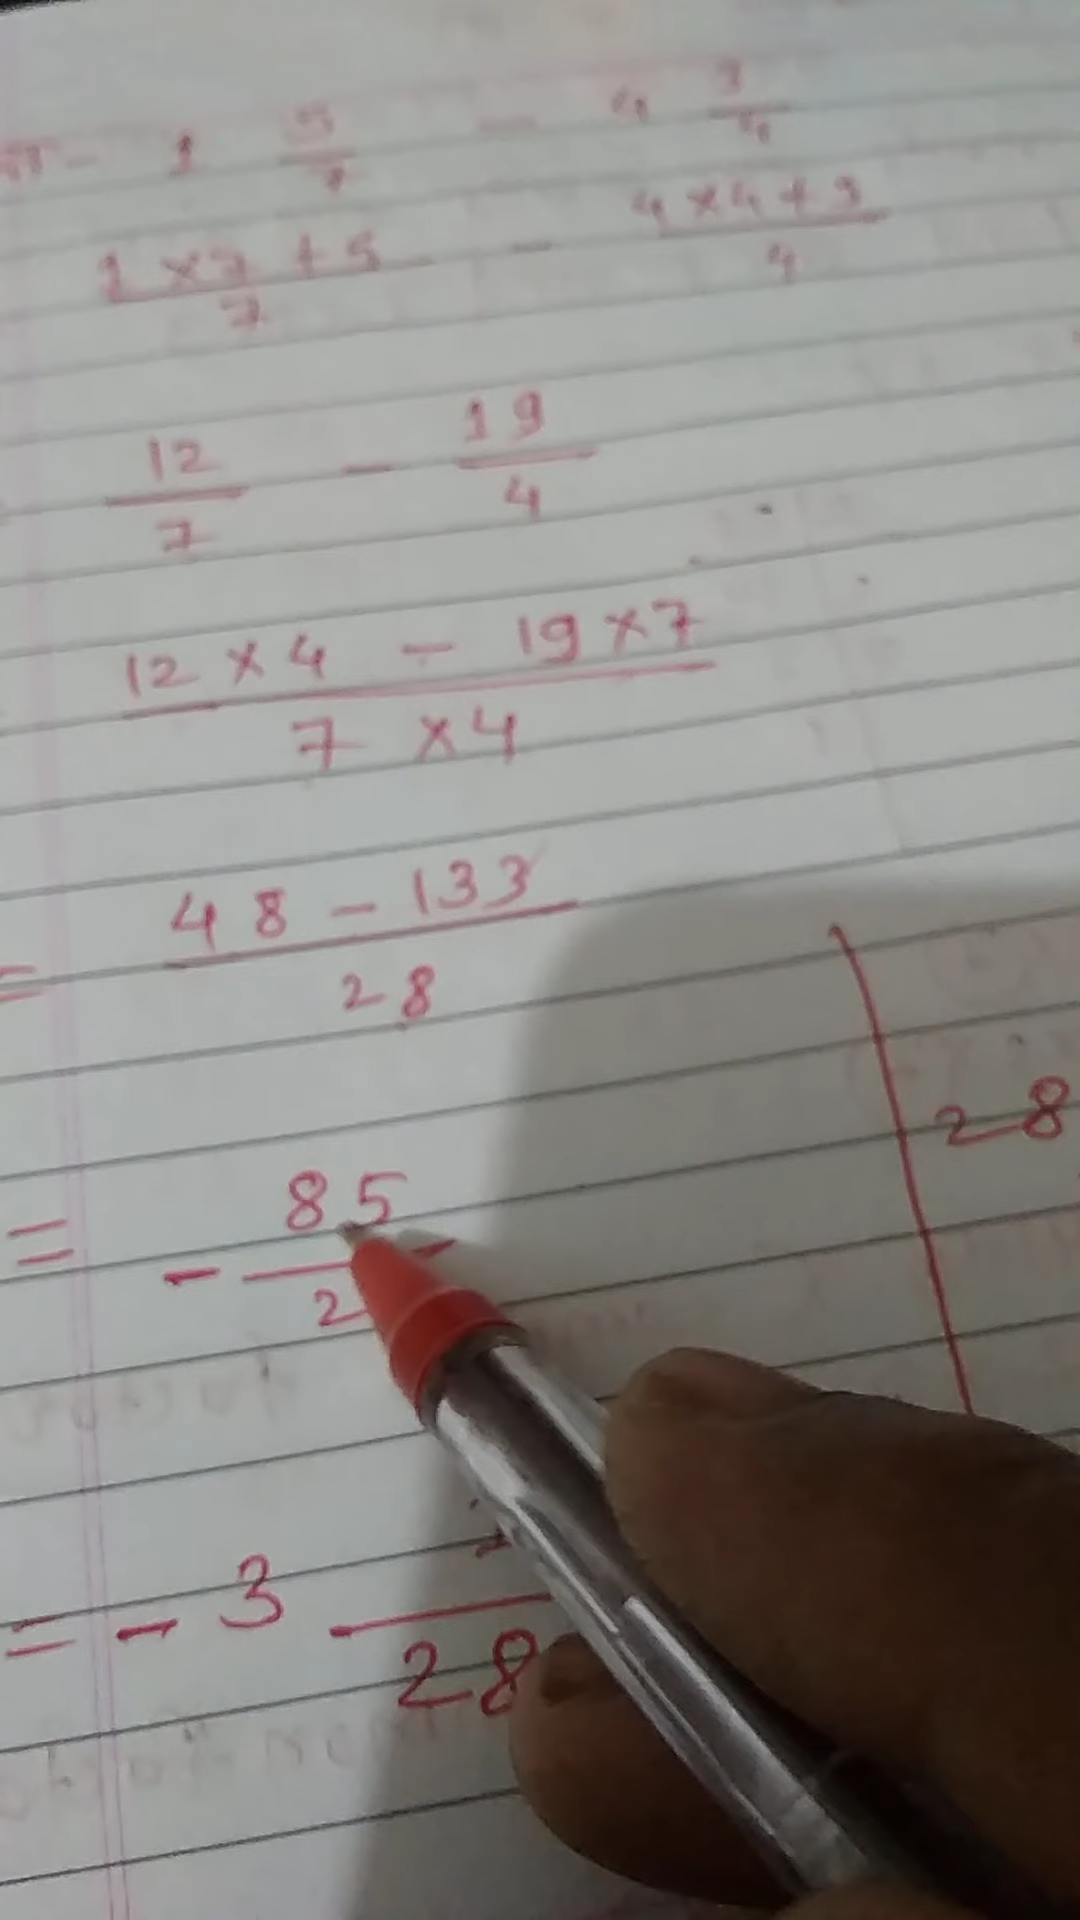 1 5/7 - 4 3/4
1 × 7 + 5 / 7 - 4 × 4 + 3 / 4
12/7 - 19/4
12 × 4 - 19 × 7 / 7 × 4
= 48 - 133 / 28
28
= - 85 / 2
= - 3 / 28